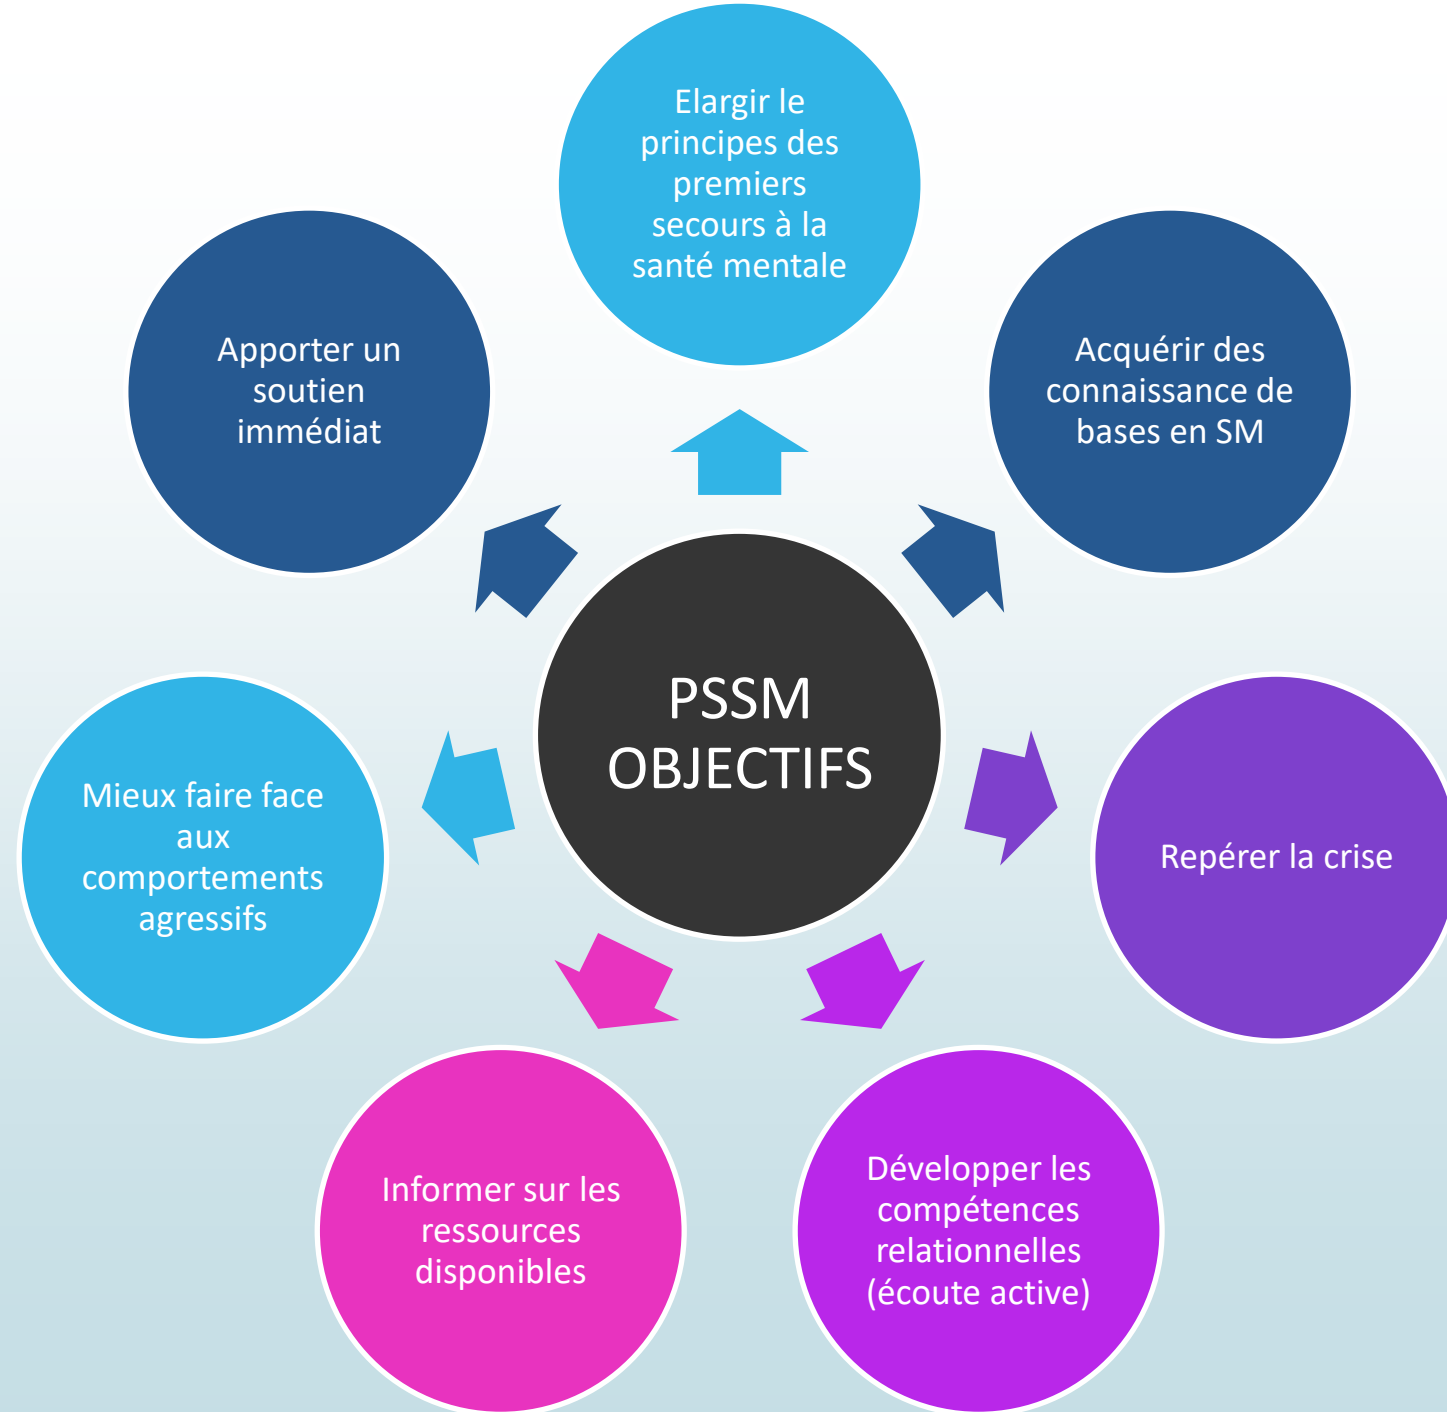 Elargir le
principes des
premiers
secours à la
santé mentale
Apporter un
soutien
immédiat
Acquérir des
connaissance de
bases en SM
PSSM
OBJECTIFS
Mieux faire face
aux
comportements
agressifs
Repérer la crise
Informer sur les
ressources
disponibles
Développer les
compétences
relationnelles
(écoute active)